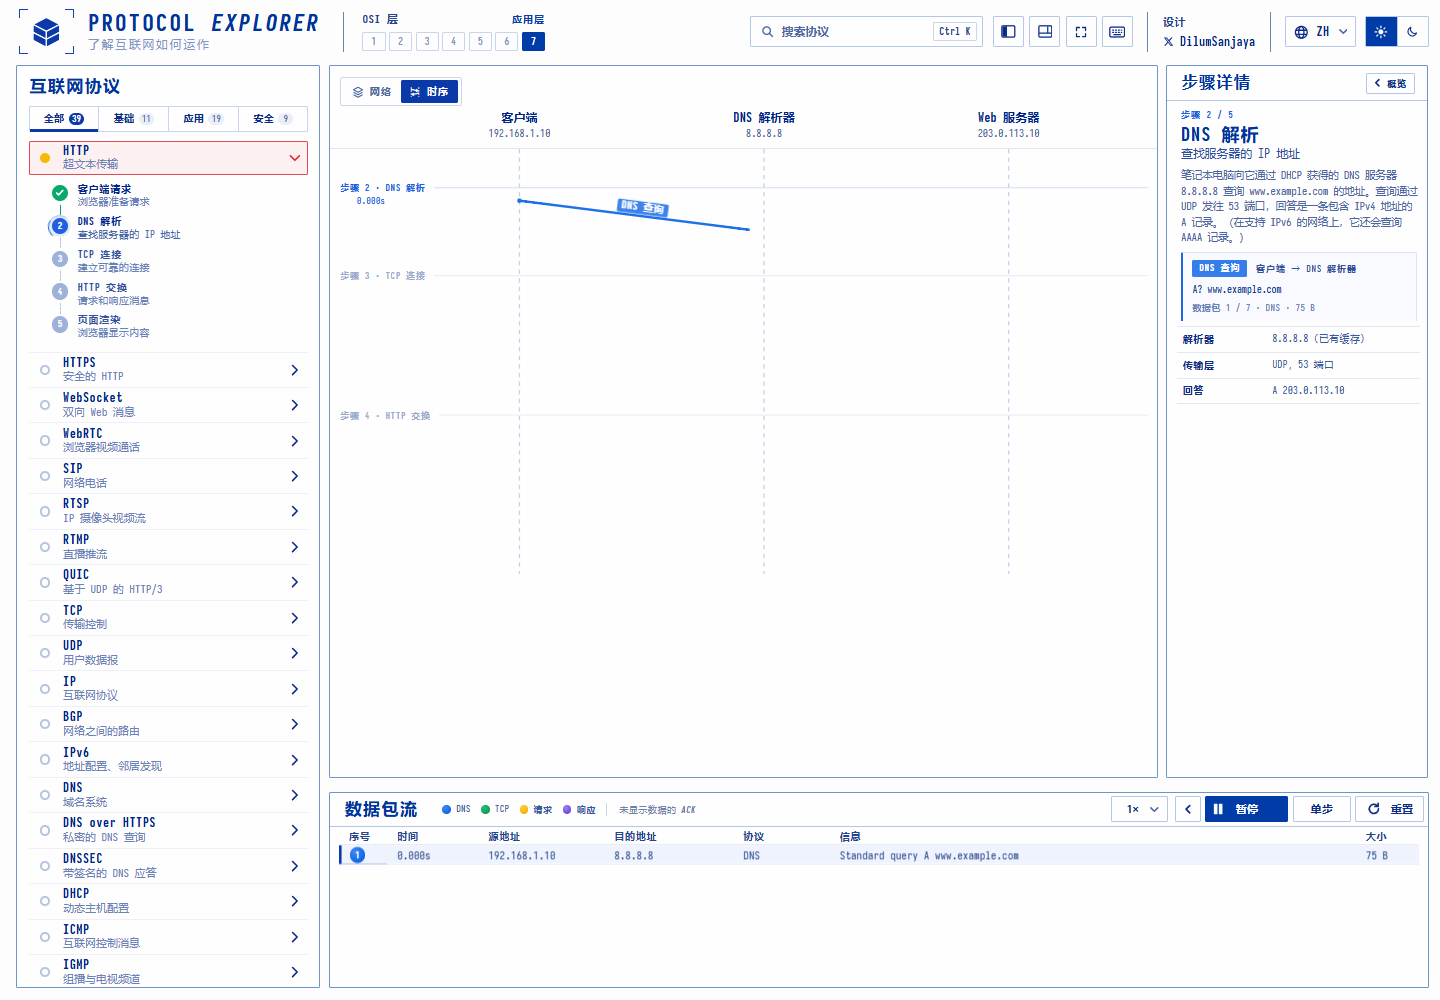 PROTOCOL EXPLORER
了解互联网如何运作
OSI 层
应用层
1 2 3 4 5 6 7
搜索协议
Ctrl K
设计
DilumSanjaya
ZH
互联网协议
全部 39
基础 11
应用 19
安全 9
HTTP
超文本传输
客户端请求
浏览器准备请求
2
DNS 解析
查找服务器的 IP 地址
3
TCP 连接
建立可靠的连接
4
HTTP 交换
请求和响应消息
5
页面渲染
浏览器显示内容
HTTPS
安全的 HTTP
WebSocket
双向 Web 消息
WebRTC
浏览器视频通话
SIP
网络电话
RTSP
IP 摄像头视频流
RTMP
直播推流
QUIC
基于 UDP 的 HTTP/3
TCP
传输控制
UDP
用户数据报
IP
互联网协议
BGP
网络之间的路由
IPv6
地址配置、邻居发现
DNS
域名系统
DNS over HTTPS
私密的 DNS 查询
DNSSEC
带签名的 DNS 应答
DHCP
动态主机配置
ICMP
互联网控制消息
IGMP
组播与电视频道
网络
时序
客户端
192.168.1.10
DNS 解析器
8.8.8.8
Web 服务器
203.0.113.10
步骤 2 · DNS 解析
0.000s
DNS 查询
步骤 3 · TCP 连接
步骤 4 · HTTP 交换
步骤详情
概览
步骤 2 / 5
DNS 解析
查找服务器的 IP 地址
笔记本电脑向它通过 DHCP 获得的 DNS 服务器
8.8.8.8 查询 www.example.com 的地址。查询通过
UDP 发往 53 端口，回答是一条包含 IPv4 地址的
A 记录。（在支持 IPv6 的网络上，它还会查询
AAAA 记录。）
DNS 查询 客户端 → DNS 解析器
A? www.example.com
数据包 1 / 7 · DNS · 75 B
解析器 8.8.8.8（已有缓存）
传输层 UDP, 53 端口
回答 A 203.0.113.10
数据包流
DNS
TCP
请求
响应
未显示数据的 ACK
1×
暂停
单步
重置
序号 时间 源地址 目的地址 协议 信息 大小
1 0.000s 192.168.1.10 8.8.8.8 DNS Standard query A www.example.com 75 B